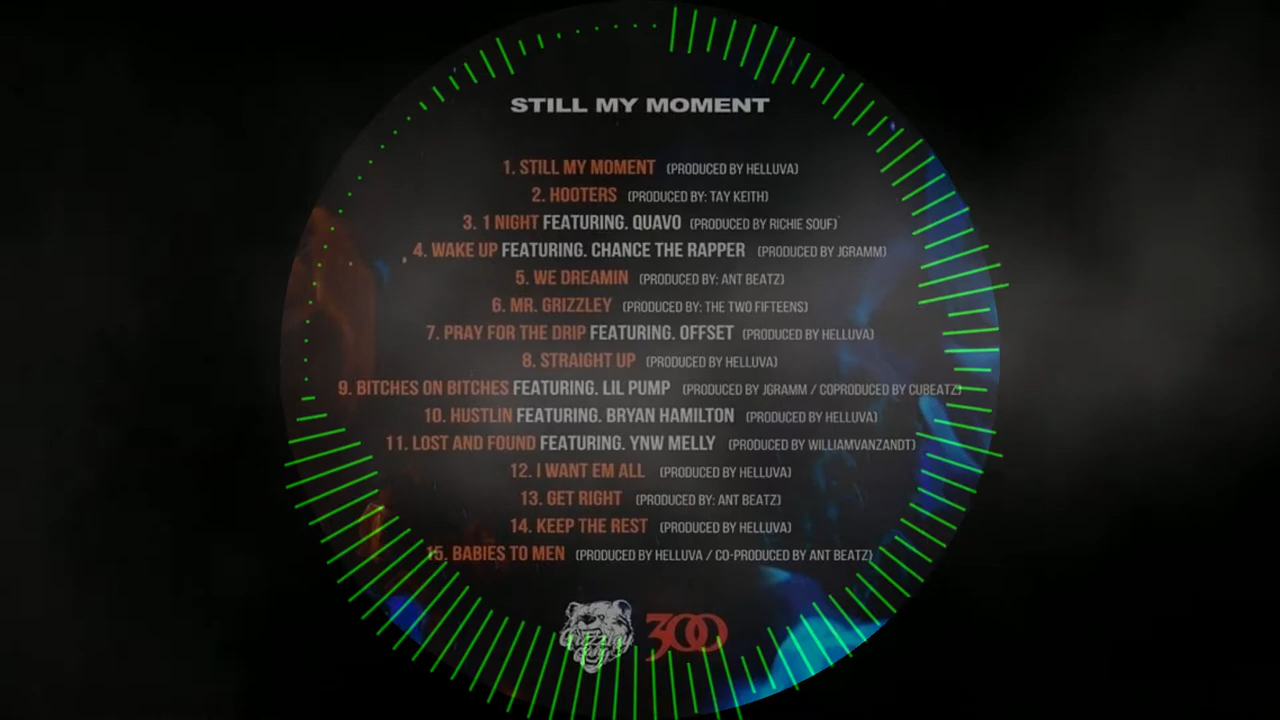 STILL MY MOMENT
1. STILL MY MOMENT (PRODUCED BY HELLUVA)
2. HOOTERS (PRODUCED BY: TAY KEITH)
3. 1 NIGHT FEATURING. QUAVO (PRODUCED BY RICHIE SOUF)
4. WAKE UP FEATURING. CHANCE THE RAPPER (PRODUCED BY JGRAMM)
5. WE DREAMIN (PRODUCED BY: ANT BEATZ)
6. MR. GRIZZLEY (PRODUCED BY: THE TWO FIFTEENS)
7. PRAY FOR THE DRIP FEATURING. OFFSET (PRODUCED BY HELLUVA)
8. STRAIGHT UP (PRODUCED BY HELLUVA)
9. BITCHES ON BITCHES FEATURING. LIL PUMP (PRODUCED BY JGRAMM / COPRODUCED BY CUBEATZ)
10. HUSTLIN FEATURING. BRYAN HAMILTON (PRODUCED BY HELLUVA)
11. LOST AND FOUND FEATURING. YNW MELLY (PRODUCED BY WILLIAMVANZANDT)
12. I WANT EM ALL (PRODUCED BY HELLUVA)
13. GET RIGHT (PRODUCED BY: ANT BEATZ)
14. KEEP THE REST (PRODUCED BY HELLUVA)
15. BABIES TO MEN (PRODUCED BY HELLUVA / CO-PRODUCED BY ANT BEATZ)
300